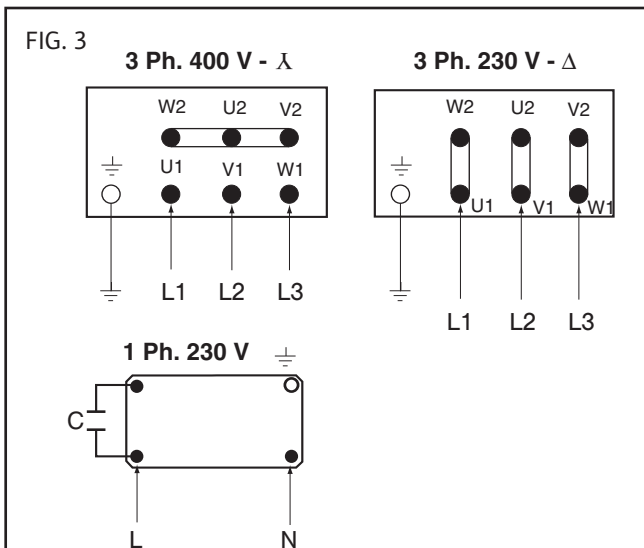 FIG. 3
3 Ph. 400 V - ⅄
W2 U2 V2
U1 V1 W1
L1 L2 L3
3 Ph. 230 V - Δ
W2 U2 V2
U1 V1 W1
L1 L2 L3
1 Ph. 230 V
C
L N